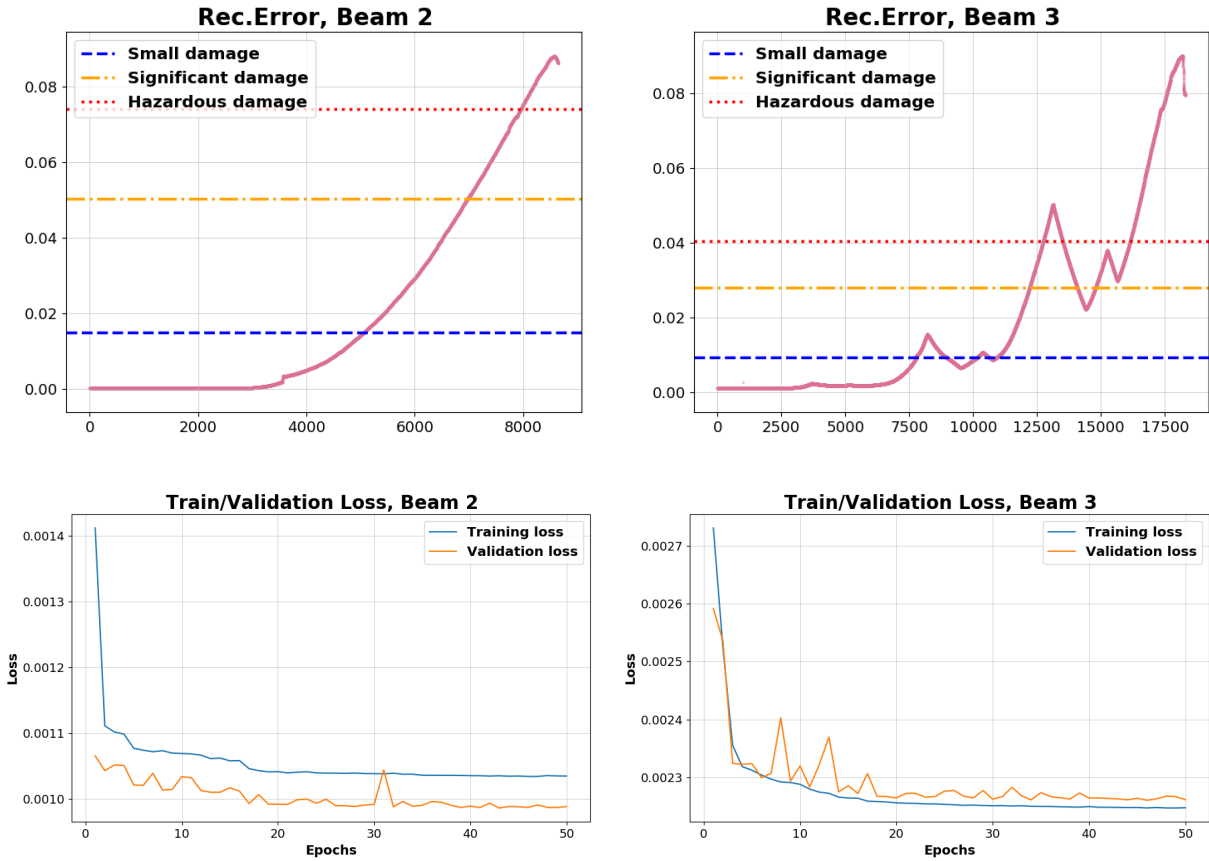 Rec.Error, Beam 2
Small damage
Significant damage
Hazardous damage
0.08
0.06
0.04
0.02
0.00
0 2000 4000 6000 8000
Rec.Error, Beam 3
Small damage
Significant damage
Hazardous damage
0.08
0.06
0.04
0.02
0.00
0 2500 5000 7500 10000 12500 15000 17500
Train/Validation Loss, Beam 2
Training loss
Validation loss
0.0014
0.0013
0.0012
0.0011
0.0010
Loss
0 10 20 30 40 50
Epochs
Train/Validation Loss, Beam 3
Training loss
Validation loss
0.0027
0.0026
0.0025
0.0024
0.0023
Loss
0 10 20 30 40 50
Epochs